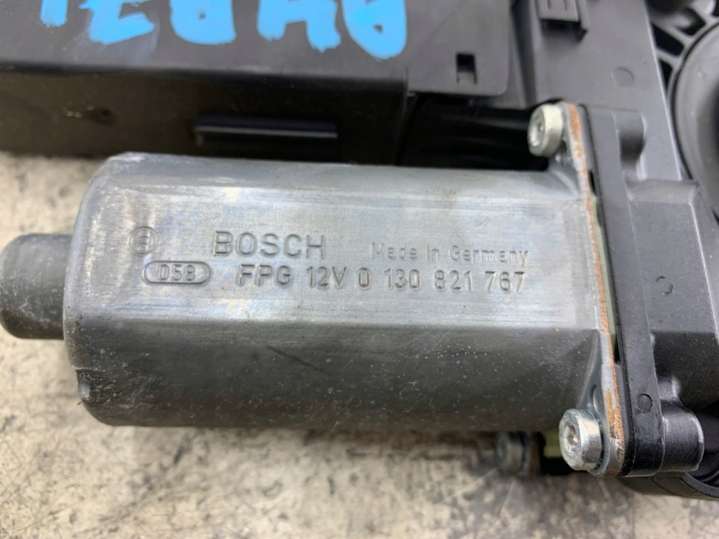 BOSCH Made in Germany
058 FPG 12V 0 130 821 767